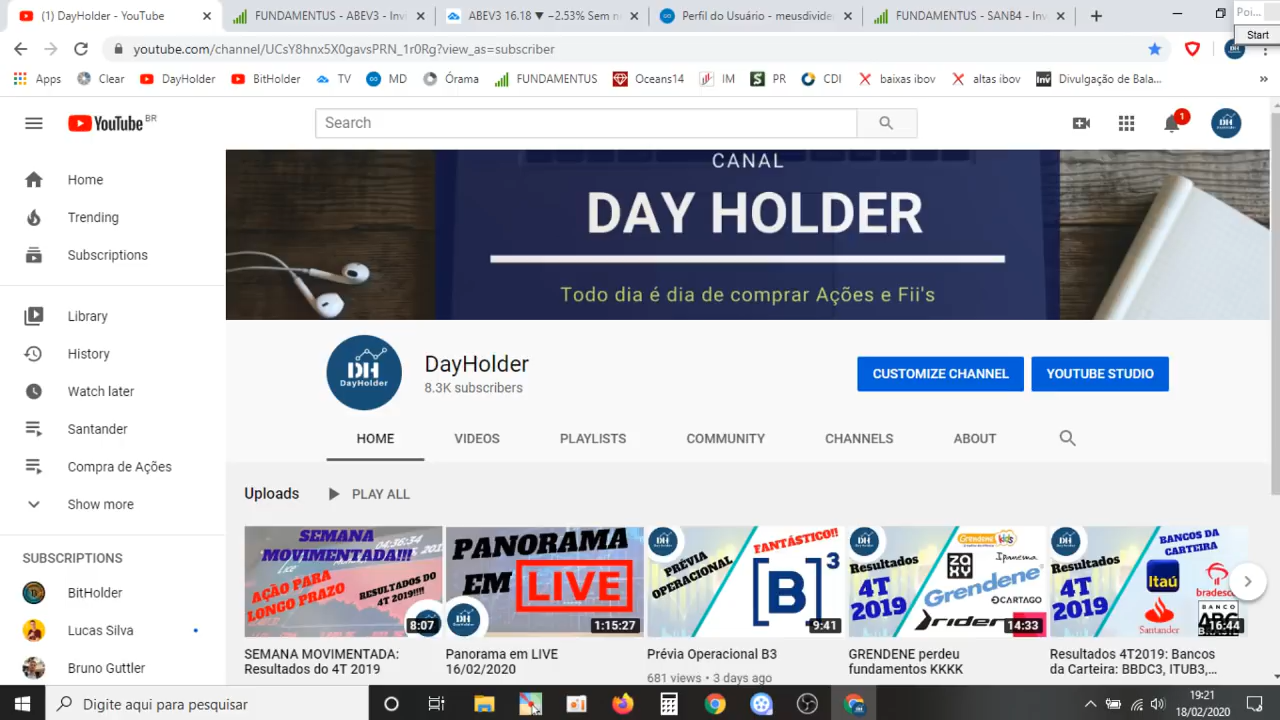 (1) DayHolder - YouTube
FUNDAMENTUS - ABEV3 - Inv
ABEV3 16.18 ▼ −2.53% Sem n
Perfil do Usuário - meusdivide
FUNDAMENTUS - SANB4 - Inv
Poi...
Start
youtube.com/channel/UCsY8hnx5X0gavsPRN_1r0Rg?view_as=subscriber
Apps
Clear
DayHolder
BitHolder
TV
MD
Órama
FUNDAMENTUS
Oceans14
IM
PR
CDI
baixas ibov
altas ibov
Divulgação de Bala...
YouTube BR
Search
1
Home
Trending
Subscriptions
Library
History
Watch later
Santander
Compra de Ações
Show more
SUBSCRIPTIONS
BitHolder
Lucas Silva
Bruno Guttler
CANAL
DAY HOLDER
Todo dia é dia de comprar Ações e Fii's
DH
DayHolder
DayHolder
8.3K subscribers
CUSTOMIZE CHANNEL
YOUTUBE STUDIO
HOME
VIDEOS
PLAYLISTS
COMMUNITY
CHANNELS
ABOUT
Uploads
PLAY ALL
SEMANA
MOVIMENTADA!!!
AÇÃO PARA
LONGO PRAZO
RESULTADOS DO
4T 2019!!!!
8:07
SEMANA MOVIMENTADA:
Resultados do 4T 2019
PANORAMA
EM LIVE
1:15:27
Panorama em LIVE
16/02/2020
PRÉVIA
OPERACIONAL
FANTÁSTICO!!
B3
9:41
Prévia Operacional B3
681 views • 3 days ago
Resultados
4T 2019
Grendene kids
ZAXY
Ipanema
Grendene
CARTAGO
rider
14:33
GRENDENE perdeu
fundamentos KKKK
Resultados
4T 2019
BANCOS DA
CARTEIRA
Itaú
bradesco
Santander
BANCO
ABC
BRASIL
16:44
Resultados 4T2019: Bancos
da Carteira: BBDC3, ITUB3,...
Digite aqui para pesquisar
19:21
18/02/2020